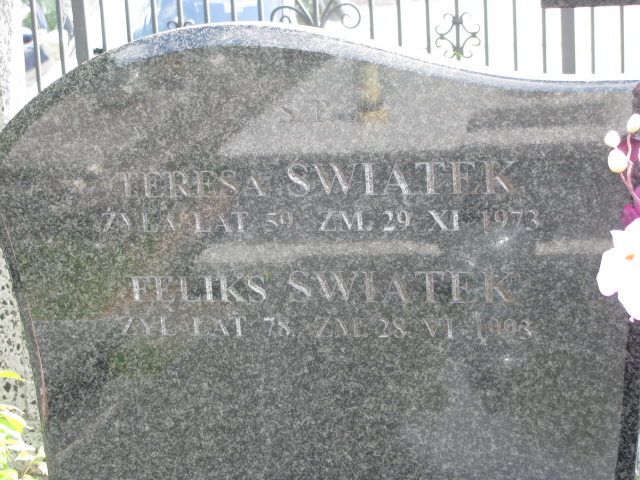 Ś.P.
TERESA ŚWIĄTEK
ŻYŁA LAT 59 ZM. 29 XI 1973
FELIKS ŚWIĄTEK
ŻYŁ LAT 78 ZM. 28 VI 1993